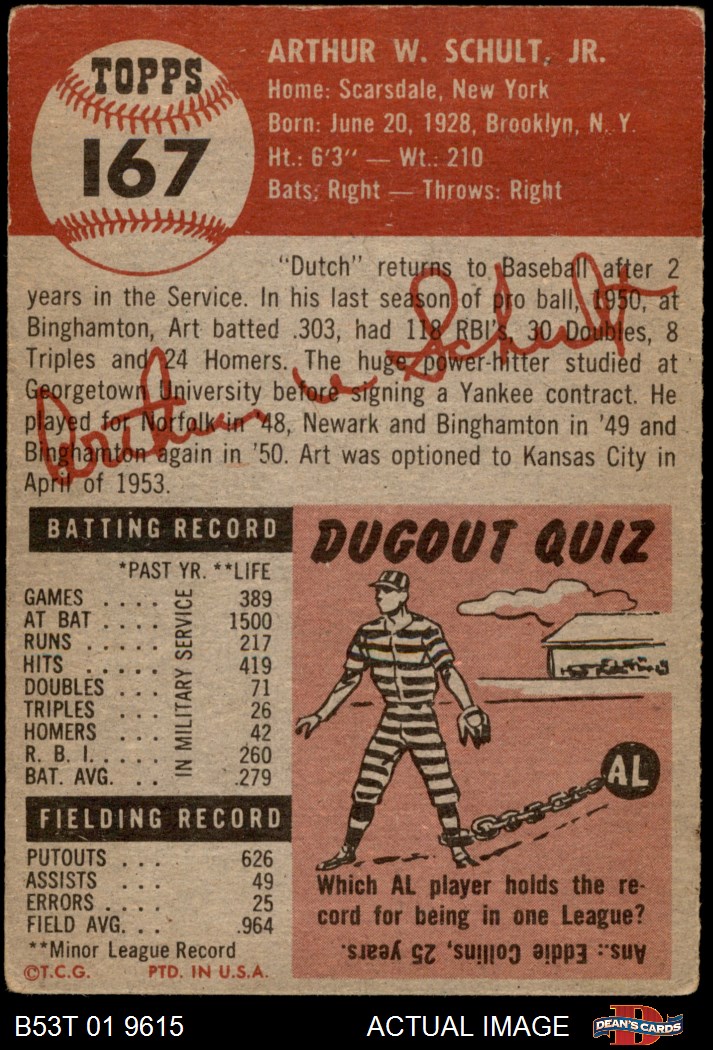 TOPPS
167
ARTHUR W. SCHULT, JR.
Home: Scarsdale, New York
Born: June 20, 1928, Brooklyn, N. Y.
Ht.: 6'3" — Wt.: 210
Bats: Right — Throws: Right
"Dutch" returns to Baseball after 2
years in the Service. In his last season of pro ball, 1950, at
Binghamton, Art batted .303, had 118 RBI's, 30 Doubles, 8
Triples and 24 Homers. The huge power-hitter studied at
Georgetown University before signing a Yankee contract. He
played for Norfolk in '48, Newark and Binghamton in '49 and
Binghamton again in '50. Art was optioned to Kansas City in
April of 1953.
Arthur W Schult
BATTING RECORD
*PAST YR. **LIFE
GAMES .... 389
AT BAT .... 1500
RUNS ..... 217
HITS ..... 419
DOUBLES ... 71
TRIPLES ... 26
HOMERS ... 42
R. B. I..... 260
BAT. AVG. ... .279
IN MILITARY SERVICE
FIELDING RECORD
PUTOUTS ... 626
ASSISTS ... 49
ERRORS .... 25
FIELD AVG... .964
**Minor League Record
©T.C.G. PTD. IN U.S.A.
DUGOUT QUIZ
AL
Which AL player holds the re-
cord for being in one League?
Ans.: Eddie Collins, 25 years.
B53T 01 9615
ACTUAL IMAGE
D
DEAN'S CARDS